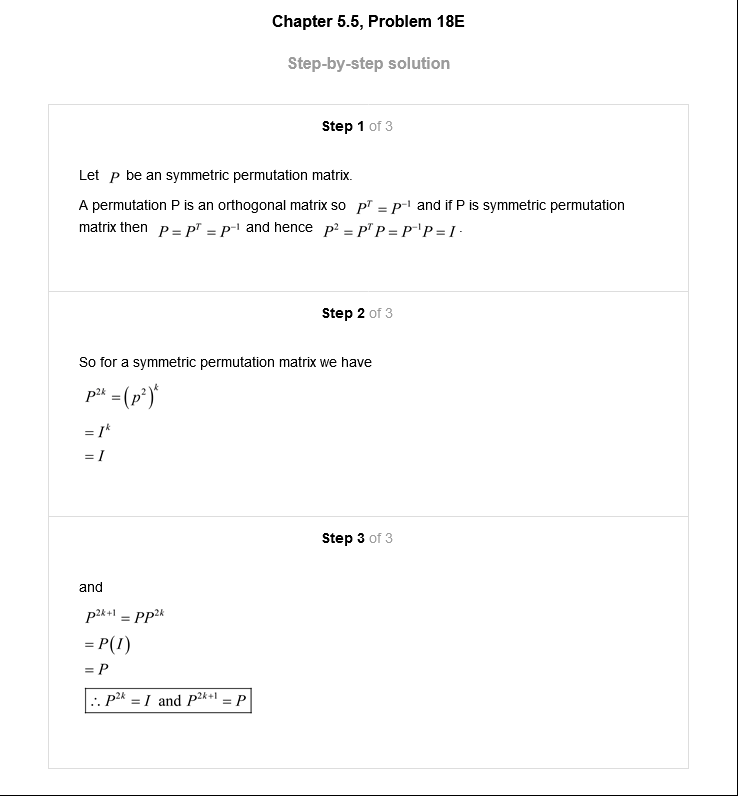 Chapter 5.5, Problem 18E
Step-by-step solution
Step 1 of 3
Let P be an symmetric permutation matrix.
A permutation P is an orthogonal matrix so P^T = P^{-1} and if P is symmetric permutation
matrix then P = P^T = P^{-1} and hence P^2 = P^T P = P^{-1} P = I .
Step 2 of 3
So for a symmetric permutation matrix we have
P^{2k} = (p^2)^k
= I^k
= I
Step 3 of 3
and
P^{2k+1} = PP^{2k}
= P(I)
= P
∴ P^{2k} = I and P^{2k+1} = P